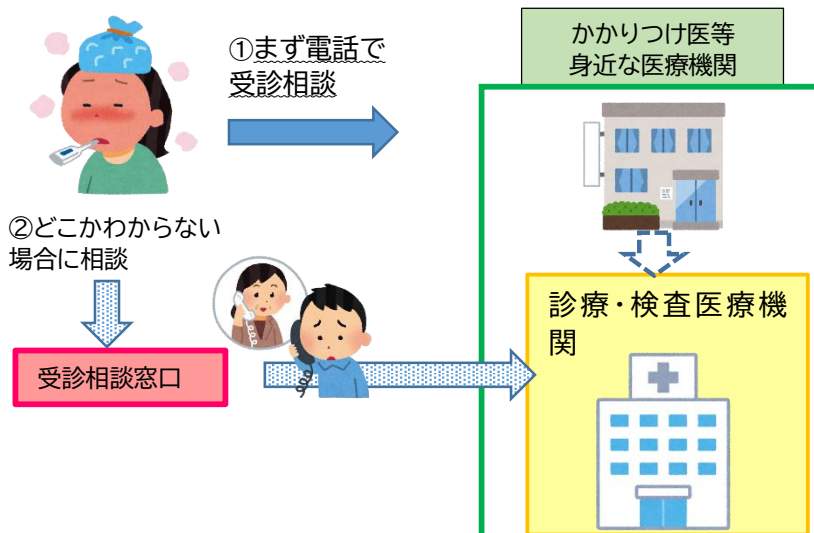 ①まず電話で
受診相談
かかりつけ医等
身近な医療機関
②どこかわからない
場合に相談
受診相談窓口
診療・検査医療機
関